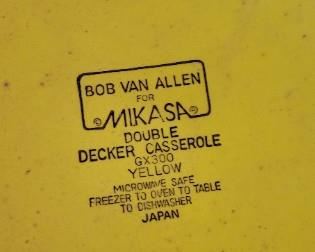 BOB VAN ALLEN
FOR
©MIKASA®
DOUBLE
DECKER CASSEROLE
GX300
YELLOW
MICROWAVE SAFE
FREEZER TO OVEN TO TABLE
TO DISHWASHER
JAPAN